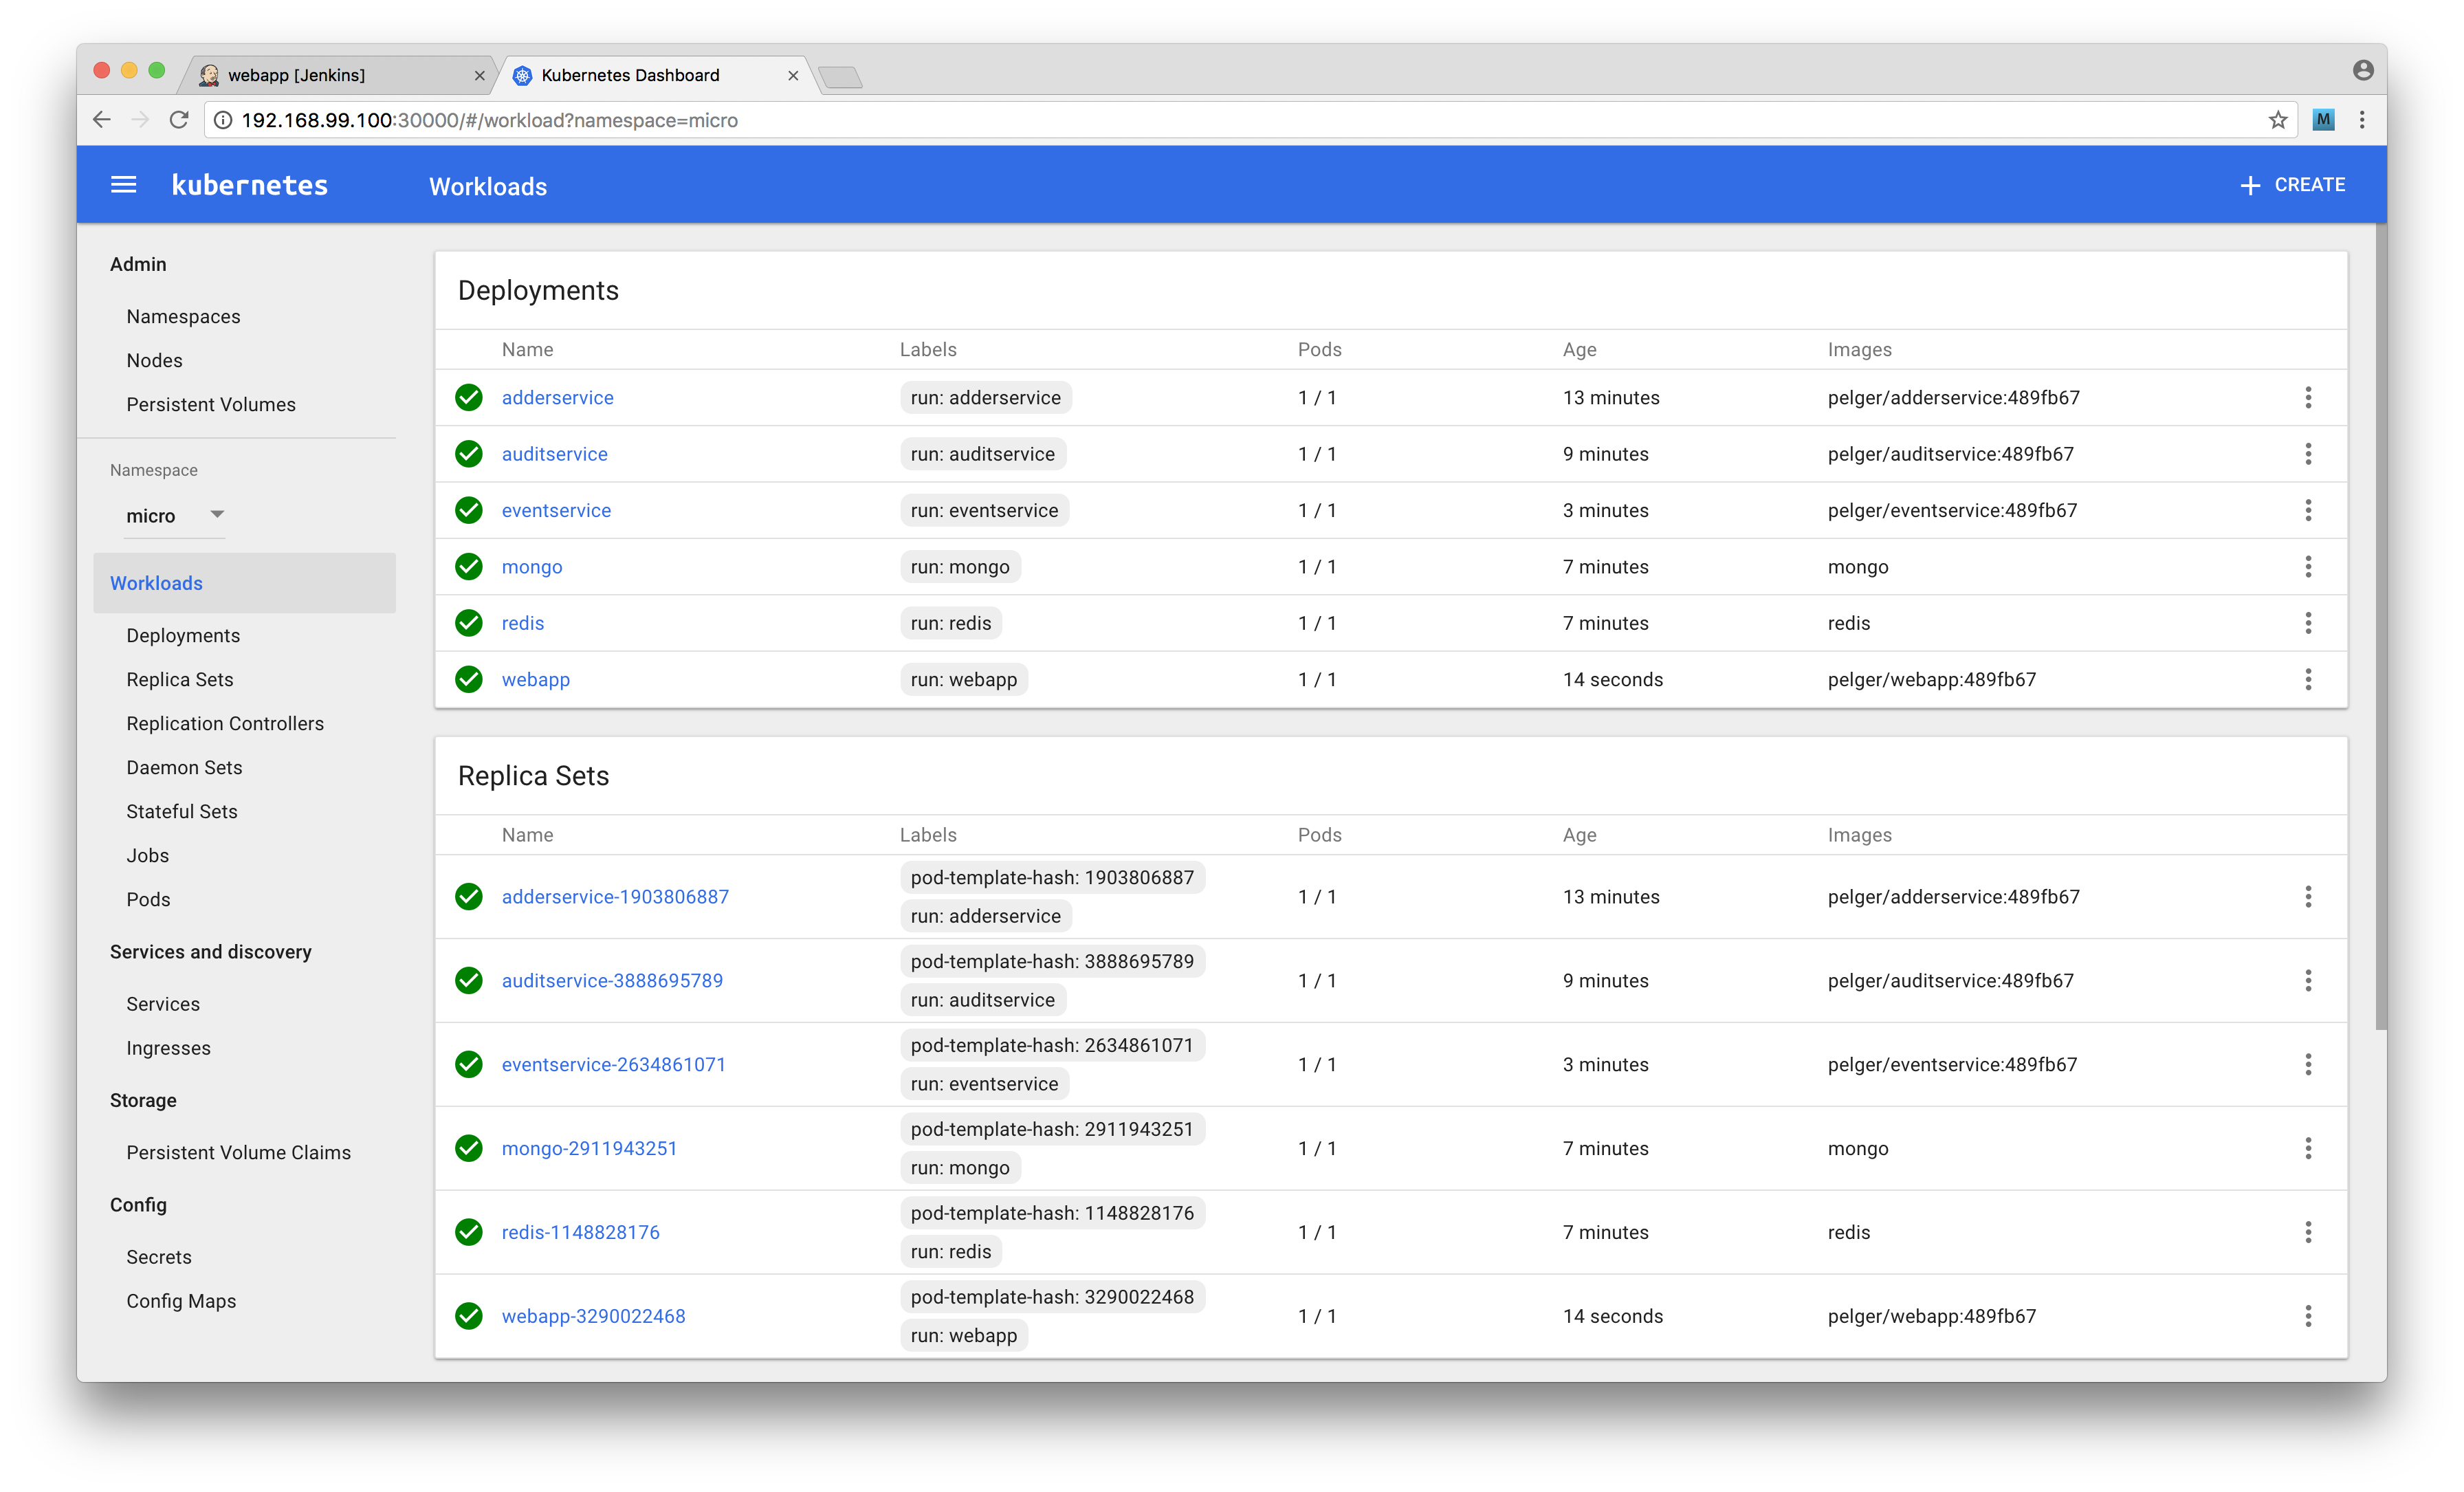 webapp [Jenkins]
Kubernetes Dashboard
192.168.99.100:30000/#/workload?namespace=micro
M
kubernetes
Workloads
CREATE
Admin
Namespaces
Nodes
Persistent Volumes
Namespace
micro
Workloads
Deployments
Replica Sets
Replication Controllers
Daemon Sets
Stateful Sets
Jobs
Pods
Services and discovery
Services
Ingresses
Storage
Persistent Volume Claims
Config
Secrets
Config Maps
Deployments
Name Labels Pods Age Images
adderservice run: adderservice 1 / 1 13 minutes pelger/adderservice:489fb67
auditservice run: auditservice 1 / 1 9 minutes pelger/auditservice:489fb67
eventservice run: eventservice 1 / 1 3 minutes pelger/eventservice:489fb67
mongo run: mongo 1 / 1 7 minutes mongo
redis run: redis 1 / 1 7 minutes redis
webapp run: webapp 1 / 1 14 seconds pelger/webapp:489fb67
Replica Sets
Name Labels Pods Age Images
pod-template-hash: 1903806887
adderservice-1903806887 1 / 1 13 minutes pelger/adderservice:489fb67
run: adderservice
pod-template-hash: 3888695789
auditservice-3888695789 1 / 1 9 minutes pelger/auditservice:489fb67
run: auditservice
pod-template-hash: 2634861071
eventservice-2634861071 1 / 1 3 minutes pelger/eventservice:489fb67
run: eventservice
pod-template-hash: 2911943251
mongo-2911943251 1 / 1 7 minutes mongo
run: mongo
pod-template-hash: 1148828176
redis-1148828176 1 / 1 7 minutes redis
run: redis
pod-template-hash: 3290022468
webapp-3290022468 1 / 1 14 seconds pelger/webapp:489fb67
run: webapp